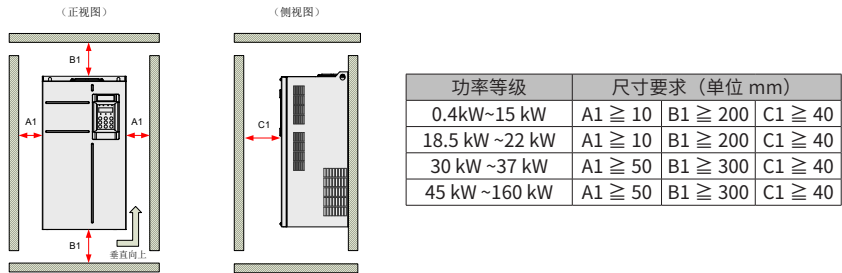 （正视图）
（侧视图）
B1
A1
A1
B1
垂直向上
C1
功率等级 尺寸要求（单位 mm）
0.4kW~15 kW A1 ≧ 10 B1 ≧ 200 C1 ≧ 40
18.5 kW ~22 kW A1 ≧ 10 B1 ≧ 200 C1 ≧ 40
30 kW ~37 kW A1 ≧ 50 B1 ≧ 300 C1 ≧ 40
45 kW ~160 kW A1 ≧ 50 B1 ≧ 300 C1 ≧ 40